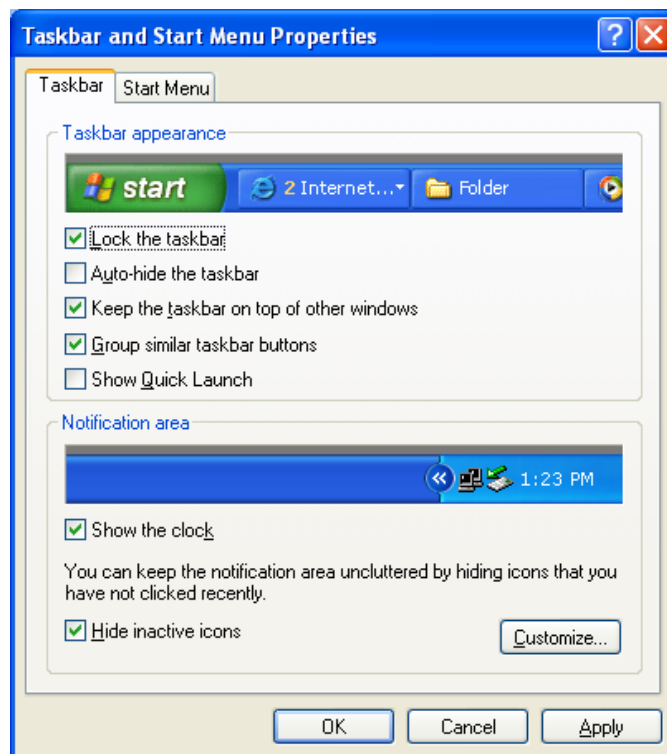 Taskbar and Start Menu Properties
Taskbar
Start Menu
Taskbar appearance
start
2 Internet...
Folder
Lock the taskbar
Auto-hide the taskbar
Keep the taskbar on top of other windows
Group similar taskbar buttons
Show Quick Launch
Notification area
1:23 PM
Show the clock
You can keep the notification area uncluttered by hiding icons that you
have not clicked recently.
Hide inactive icons
Customize...
OK
Cancel
Apply